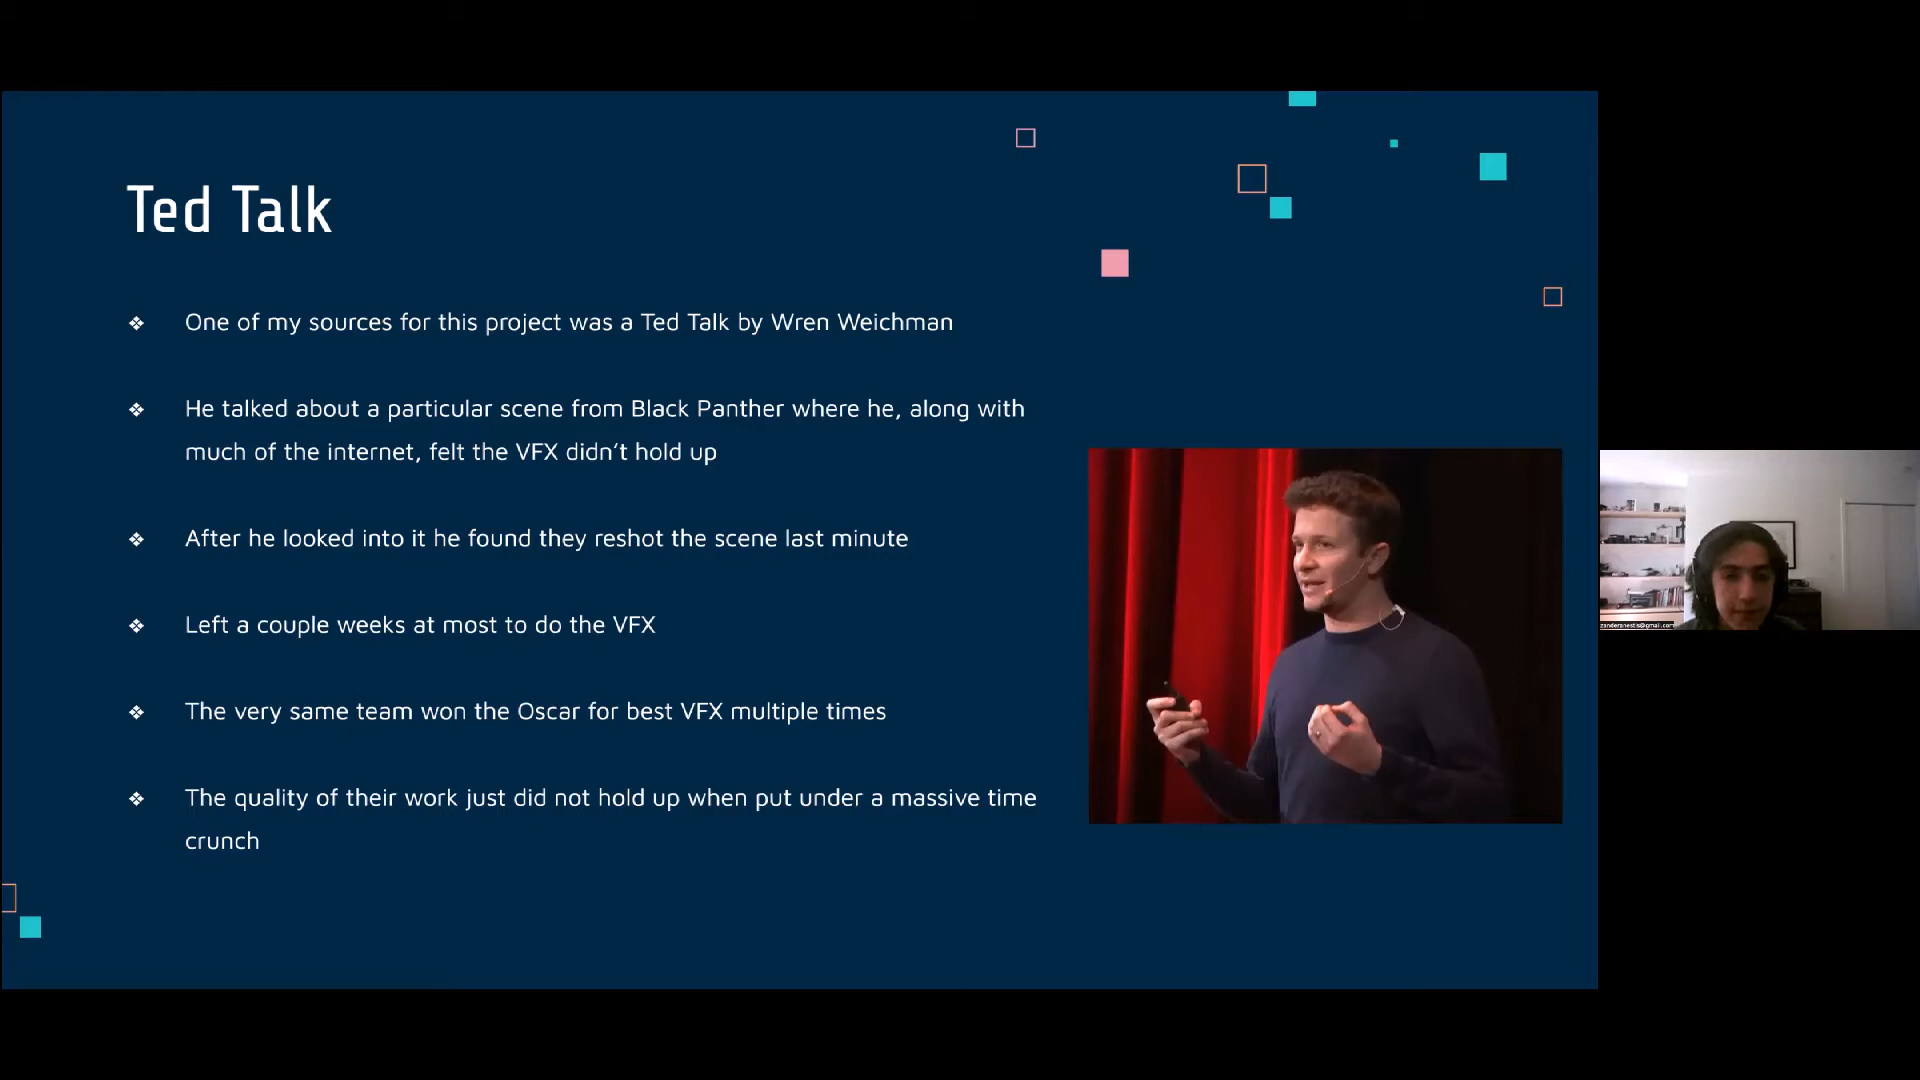 Ted Talk
❖ One of my sources for this project was a Ted Talk by Wren Weichman
❖ He talked about a particular scene from Black Panther where he, along with
much of the internet, felt the VFX didn’t hold up
❖ After he looked into it he found they reshot the scene last minute
❖ Left a couple weeks at most to do the VFX
❖ The very same team won the Oscar for best VFX multiple times
❖ The quality of their work just did not hold up when put under a massive time
crunch
zanderanestis@gmail.com